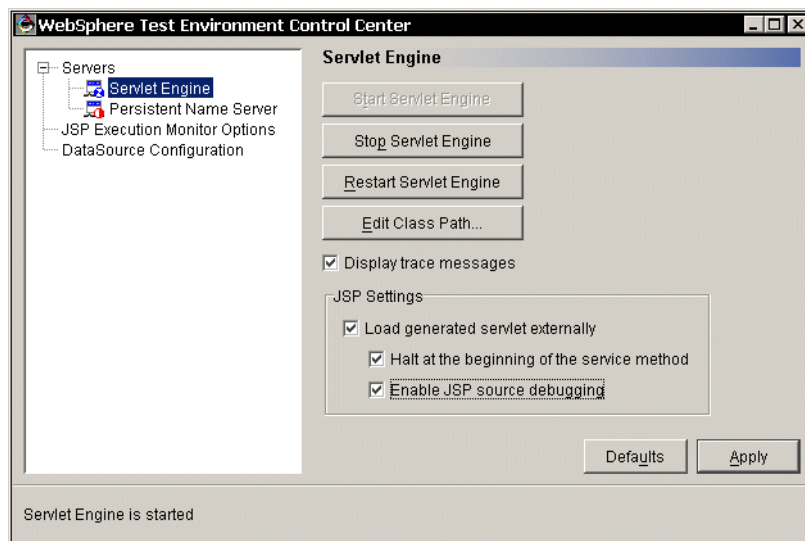 WebSphere Test Environment Control Center
Servers
Servlet Engine
Persistent Name Server
JSP Execution Monitor Options
DataSource Configuration
Servlet Engine
Start Servlet Engine
Stop Servlet Engine
Restart Servlet Engine
Edit Class Path...
Display trace messages
JSP Settings
Load generated servlet externally
Halt at the beginning of the service method
Enable JSP source debugging
Defaults
Apply
Servlet Engine is started